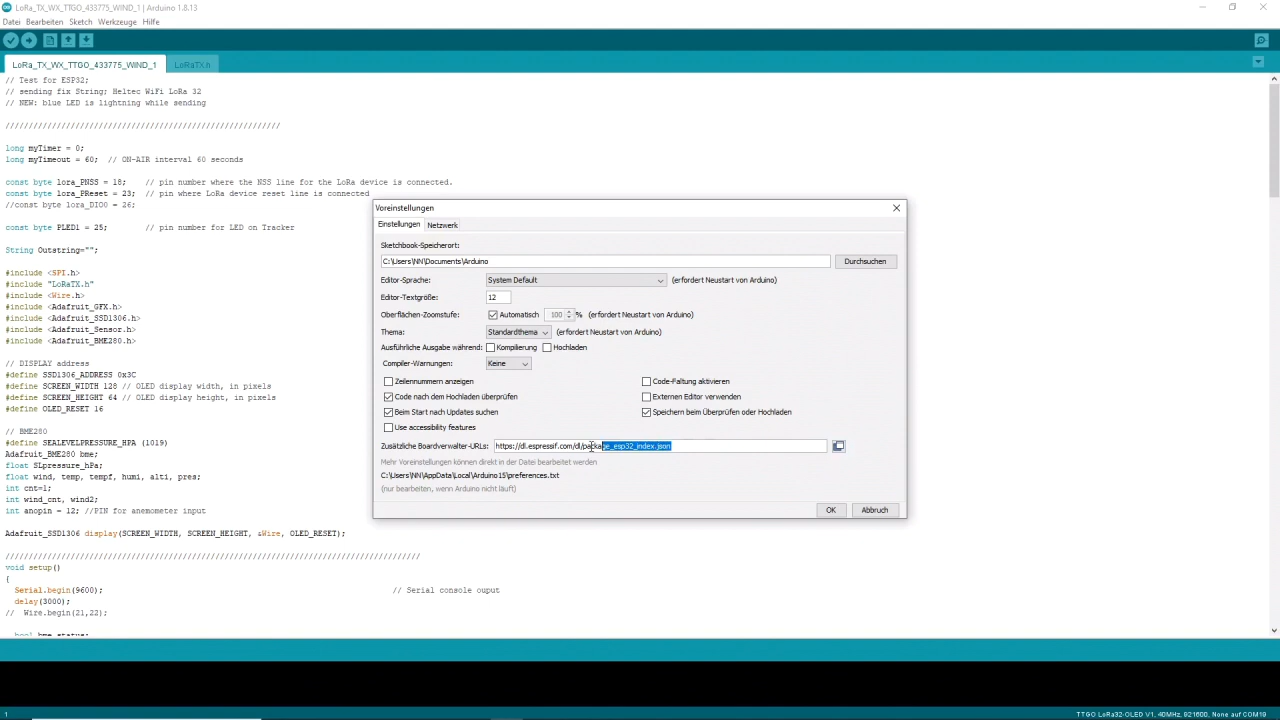 LoRa_TX_WX_TTGO_433775_WIND_1 | Arduino 1.8.13
Datei Bearbeiten Sketch Werkzeuge Hilfe
LoRa_TX_WX_TTGO_433775_WIND_1 LoRaTX.h
// Test for ESP32;
// sending fix String; Heltec WiFi LoRa 32
// NEW: blue LED is lightning while sending
///////////////////////////////////////////////////////////
long myTimer = 0;
long myTimeout = 60; // ON-AIR interval 60 seconds
const byte lora_PNSS = 18; // pin number where the NSS line for the LoRa device is connected.
const byte lora_PReset = 23; // pin where LoRa device reset line is connected
//const byte lora_DIO0 = 26;
const byte PLED1 = 25; // pin number for LED on Tracker
String Outstring="";
#include <SPI.h>
#include "LoRaTX.h"
#include <Wire.h>
#include <Adafruit_GFX.h>
#include <Adafruit_SSD1306.h>
#include <Adafruit_Sensor.h>
#include <Adafruit_BME280.h>
// DISPLAY address
#define SSD1306_ADDRESS 0x3C
#define SCREEN_WIDTH 128 // OLED display width, in pixels
#define SCREEN_HEIGHT 64 // OLED display height, in pixels
#define OLED_RESET 16
// BME280
#define SEALEVELPRESSURE_HPA (1019)
Adafruit_BME280 bme;
float SLpressure_hPa;
float wind, temp, tempf, humi, alti, pres;
int cnt=1;
int wind_cnt, wind2;
int anopin = 12; //PIN for anemometer input
Adafruit_SSD1306 display(SCREEN_WIDTH, SCREEN_HEIGHT, &Wire, OLED_RESET);
/////////////////////////////////////////////////////////////////////////////////////////
void setup()
{
Serial.begin(9600); // Serial console ouput
delay(3000);
// Wire.begin(21,22);
bool bme_status;
Voreinstellungen
Einstellungen Netzwerk
Sketchbook-Speicherort:
C:\Users\NN\Documents\Arduino Durchsuchen
Editor-Sprache: System Default (erfordert Neustart von Arduino)
Editor-Textgröße: 12
Oberflächen-Zoomstufe: Automatisch 100 % (erfordert Neustart von Arduino)
Thema: Standardthema (erfordert Neustart von Arduino)
Ausführliche Ausgabe während: Kompilierung Hochladen
Compiler-Warnungen: Keine
Zeilennummern anzeigen Code-Faltung aktivieren
Code nach dem Hochladen überprüfen Externen Editor verwenden
Beim Start nach Updates suchen Speichern beim Überprüfen oder Hochladen
Use accessibility features
Zusätzliche Boardverwalter-URLs: https://dl.espressif.com/dl/package_esp32_index.json
Mehr Voreinstellungen können direkt in der Datei bearbeitet werden
C:\Users\NN\AppData\Local\Arduino15\preferences.txt
(nur bearbeiten, wenn Arduino nicht läuft)
OK Abbruch
1 TTGO LoRa32-OLED V1, 40MHz, 921600, None auf COM19